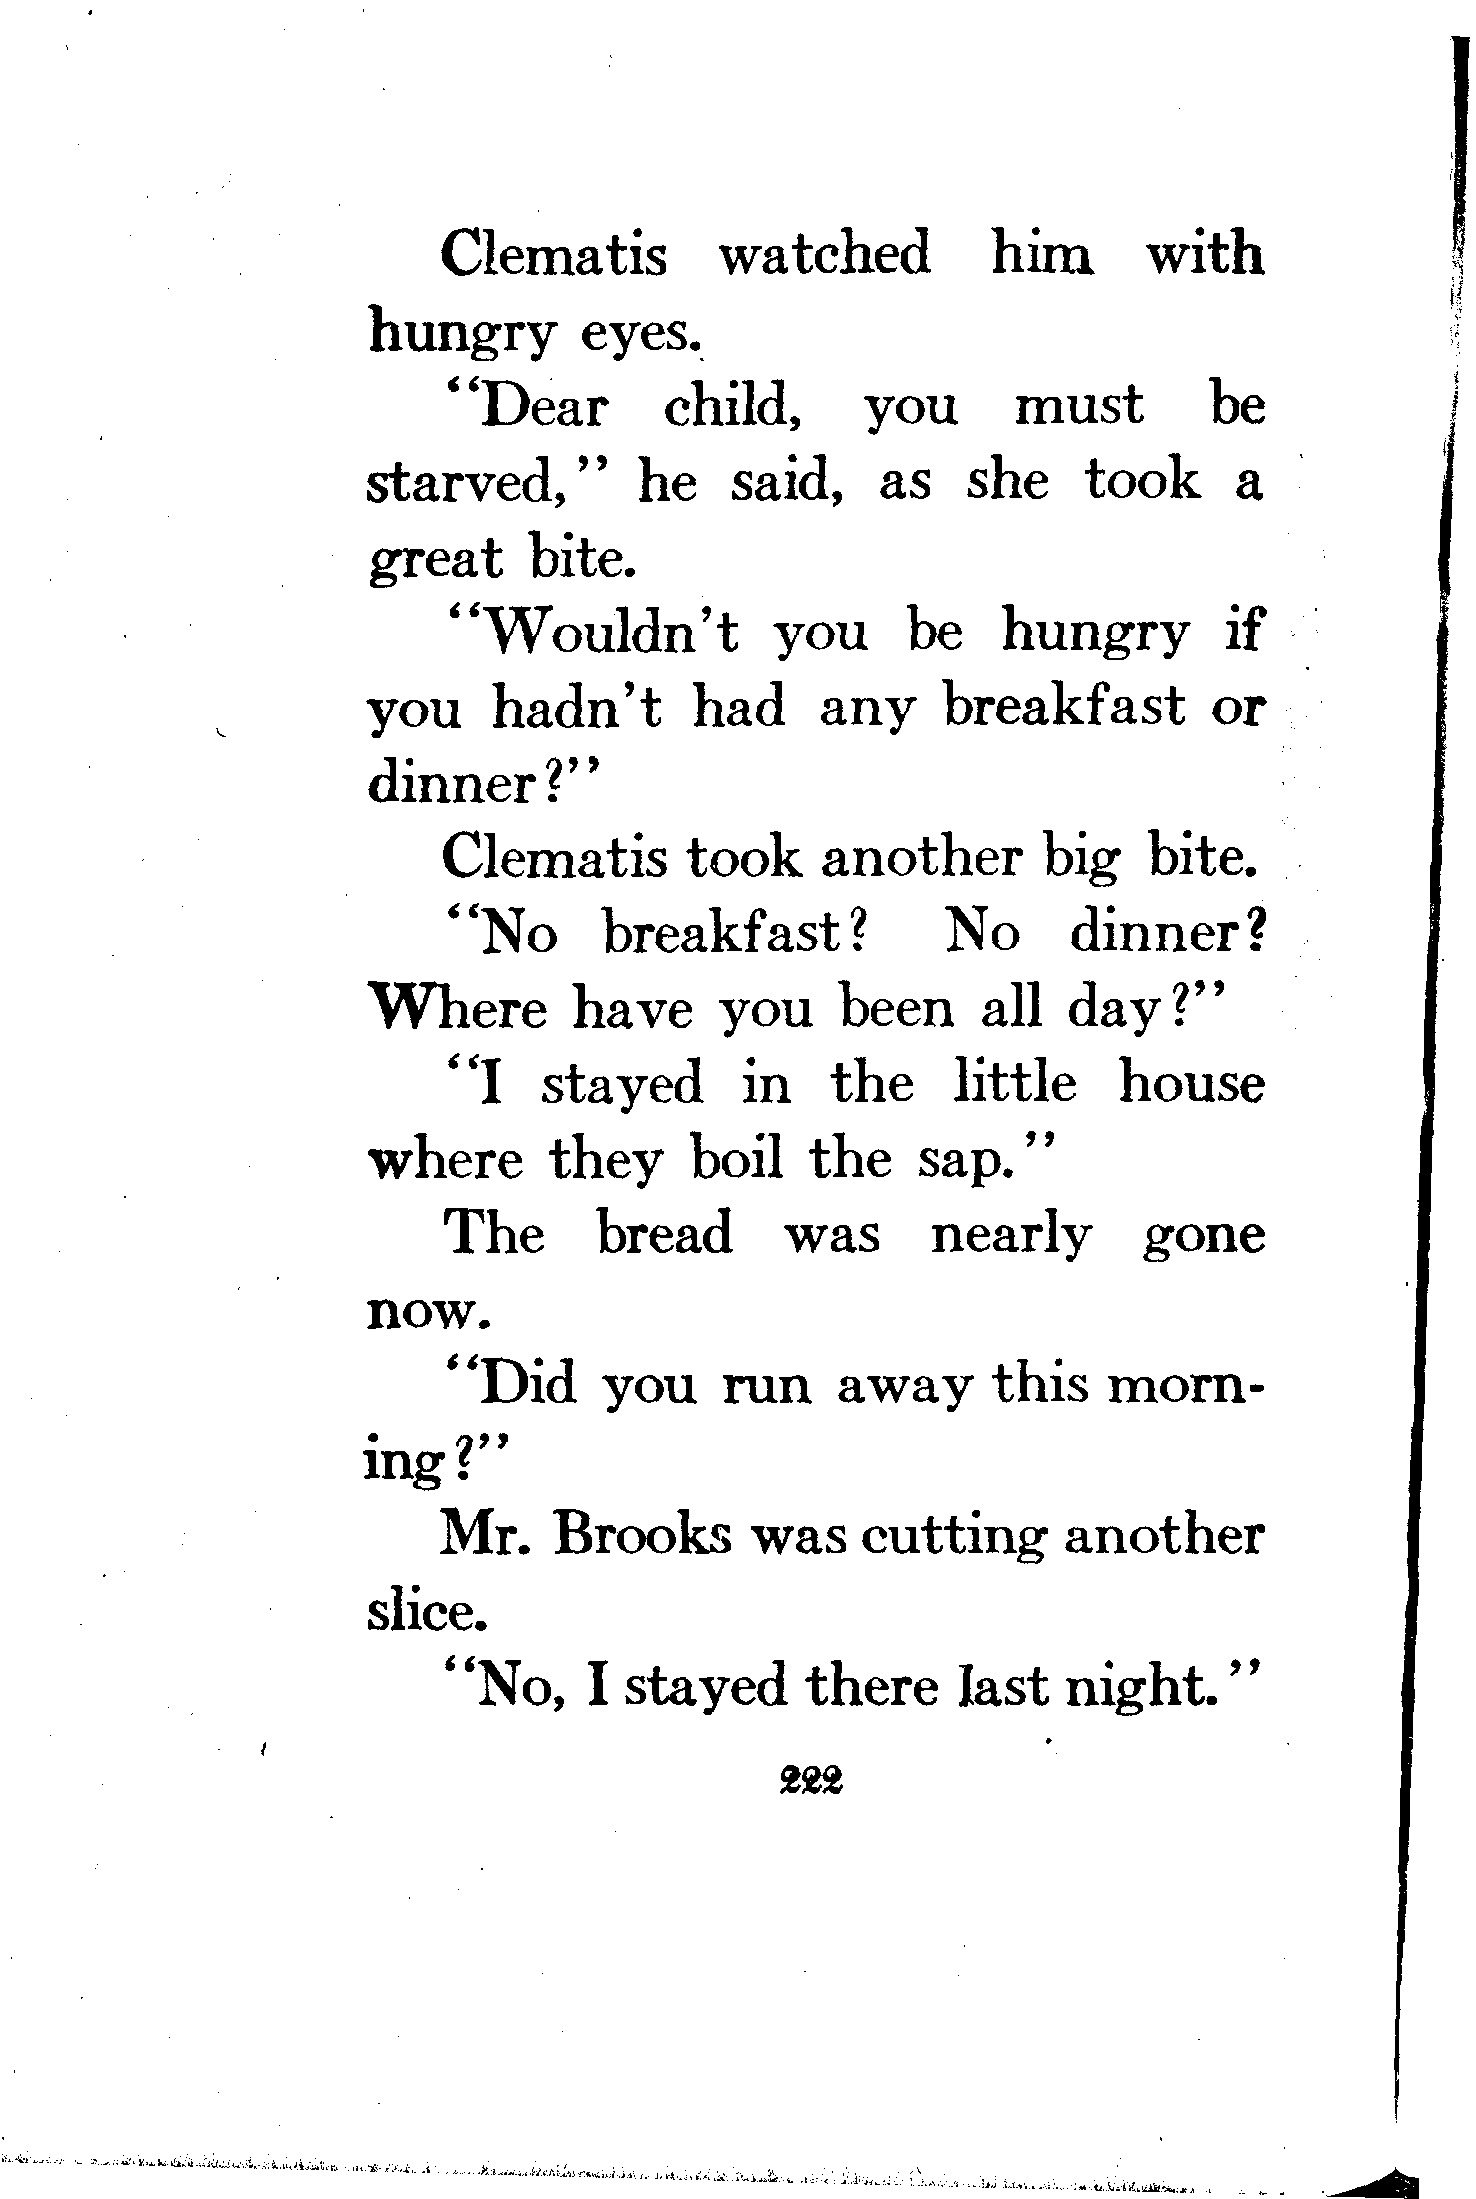 Clematis watched him with
hungry eyes.
"Dear child, you must be
starved," he said, as she took a
great bite.
"Wouldn't you be hungry if
you hadn't had any breakfast or
dinner?"
Clematis took another big bite.
"No breakfast? No dinner?
Where have you been all day?"
"I stayed in the little house
where they boil the sap."
The bread was nearly gone
now.
"Did you run away this morn-
ing?"
Mr. Brooks was cutting another
slice.
"No, I stayed there last night."
222